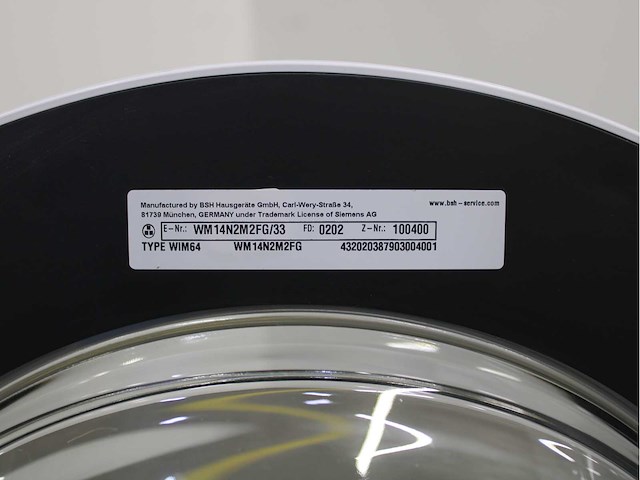 Manufactured by BSH Hausgeräte GmbH, Carl-Wery-Straße 34, www.bsh-service.com
81739 München, GERMANY under Trademark License of Siemens AG
E-Nr.: WM14N2M2FG/33 FD: 0202 Z-Nr.: 100400
TYPE WIM64 WM14N2M2FG 432020387903004001